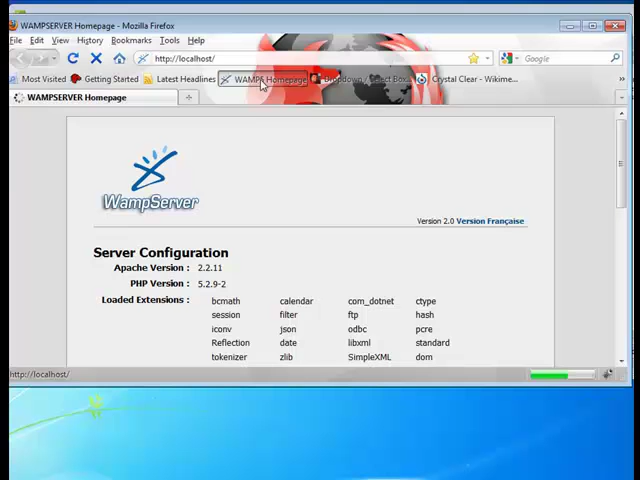 WAMPSERVER Homepage - Mozilla Firefox
File Edit View History Bookmarks Tools Help
http://localhost/
Google
Most Visited Getting Started Latest Headlines Homepage Dropdown / Select Box Crystal Clear - Wikime...
WAMPSERVER Homepage
WampServer
Version 2.0 Version Française
Server Configuration
Apache Version : 2.2.11
PHP Version : 5.2.9-2
Loaded Extensions : bcmath calendar com_dotnet ctype
session filter ftp hash
iconv json odbc pcre
Reflection date libxml standard
tokenizer zlib SimpleXML dom
http://localhost/